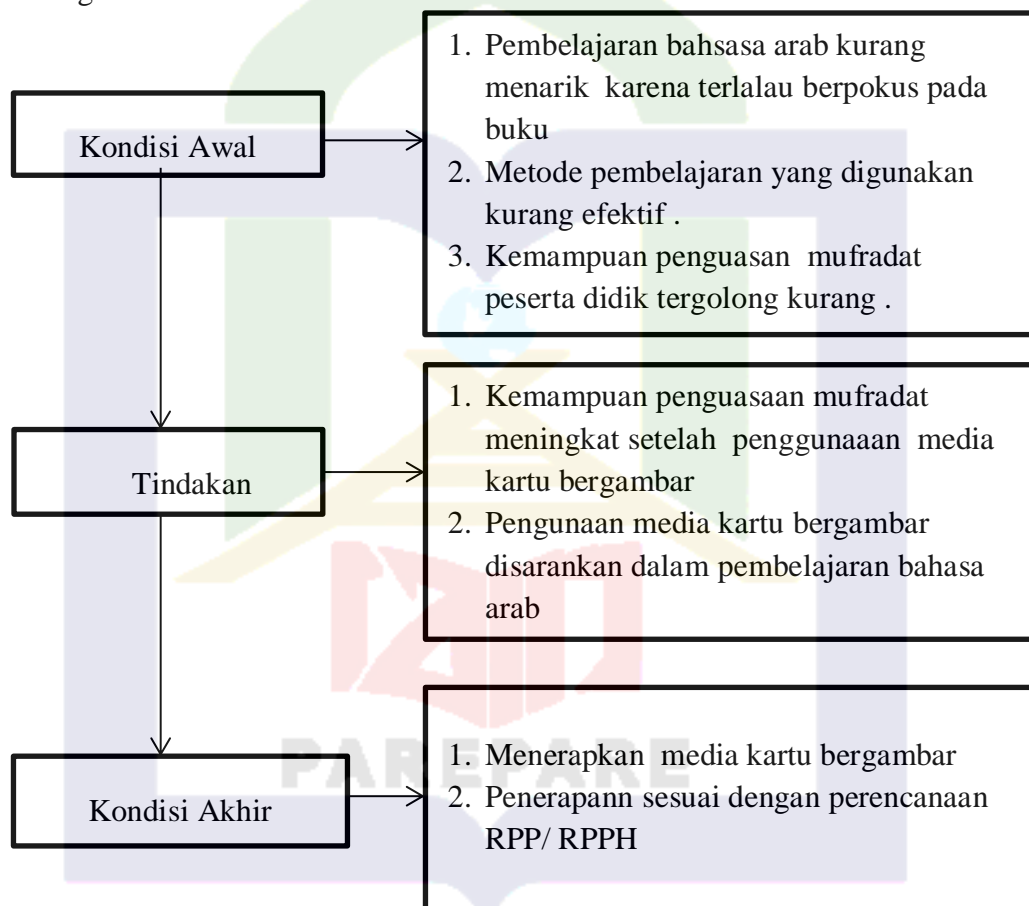 Kondisi Awal
1. Pembelajaran bahsasa arab kurang
menarik karena terlalau berpokus pada
buku
2. Metode pembelajaran yang digunakan
kurang efektif .
3. Kemampuan penguasan mufradat
peserta didik tergolong kurang .
Tindakan
1. Kemampuan penguasaan mufradat
meningkat setelah penggunaaan media
kartu bergambar
2. Pengunaan media kartu bergambar
disarankan dalam pembelajaran bahasa
arab
PAREPARE
Kondisi Akhir
1. Menerapkan media kartu bergambar
2. Penerapann sesuai dengan perencanaan
RPP/ RPPH